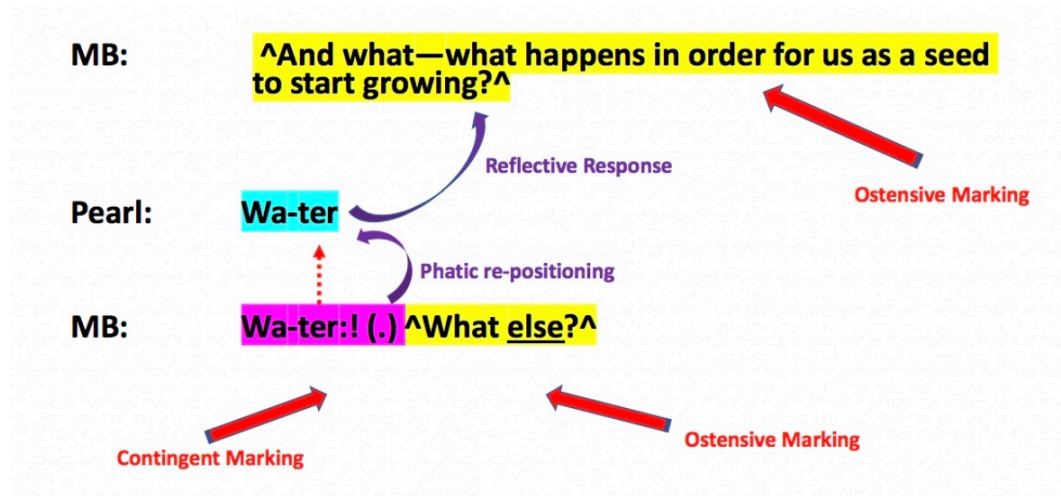 MB: ^And what—what happens in order for us as a seed
to start growing?^
Reflective Response
Ostensive Marking
Pearl: Wa-ter
Phatic re-positioning
MB: Wa-ter:! (.) ^What else?^
Ostensive Marking
Contingent Marking